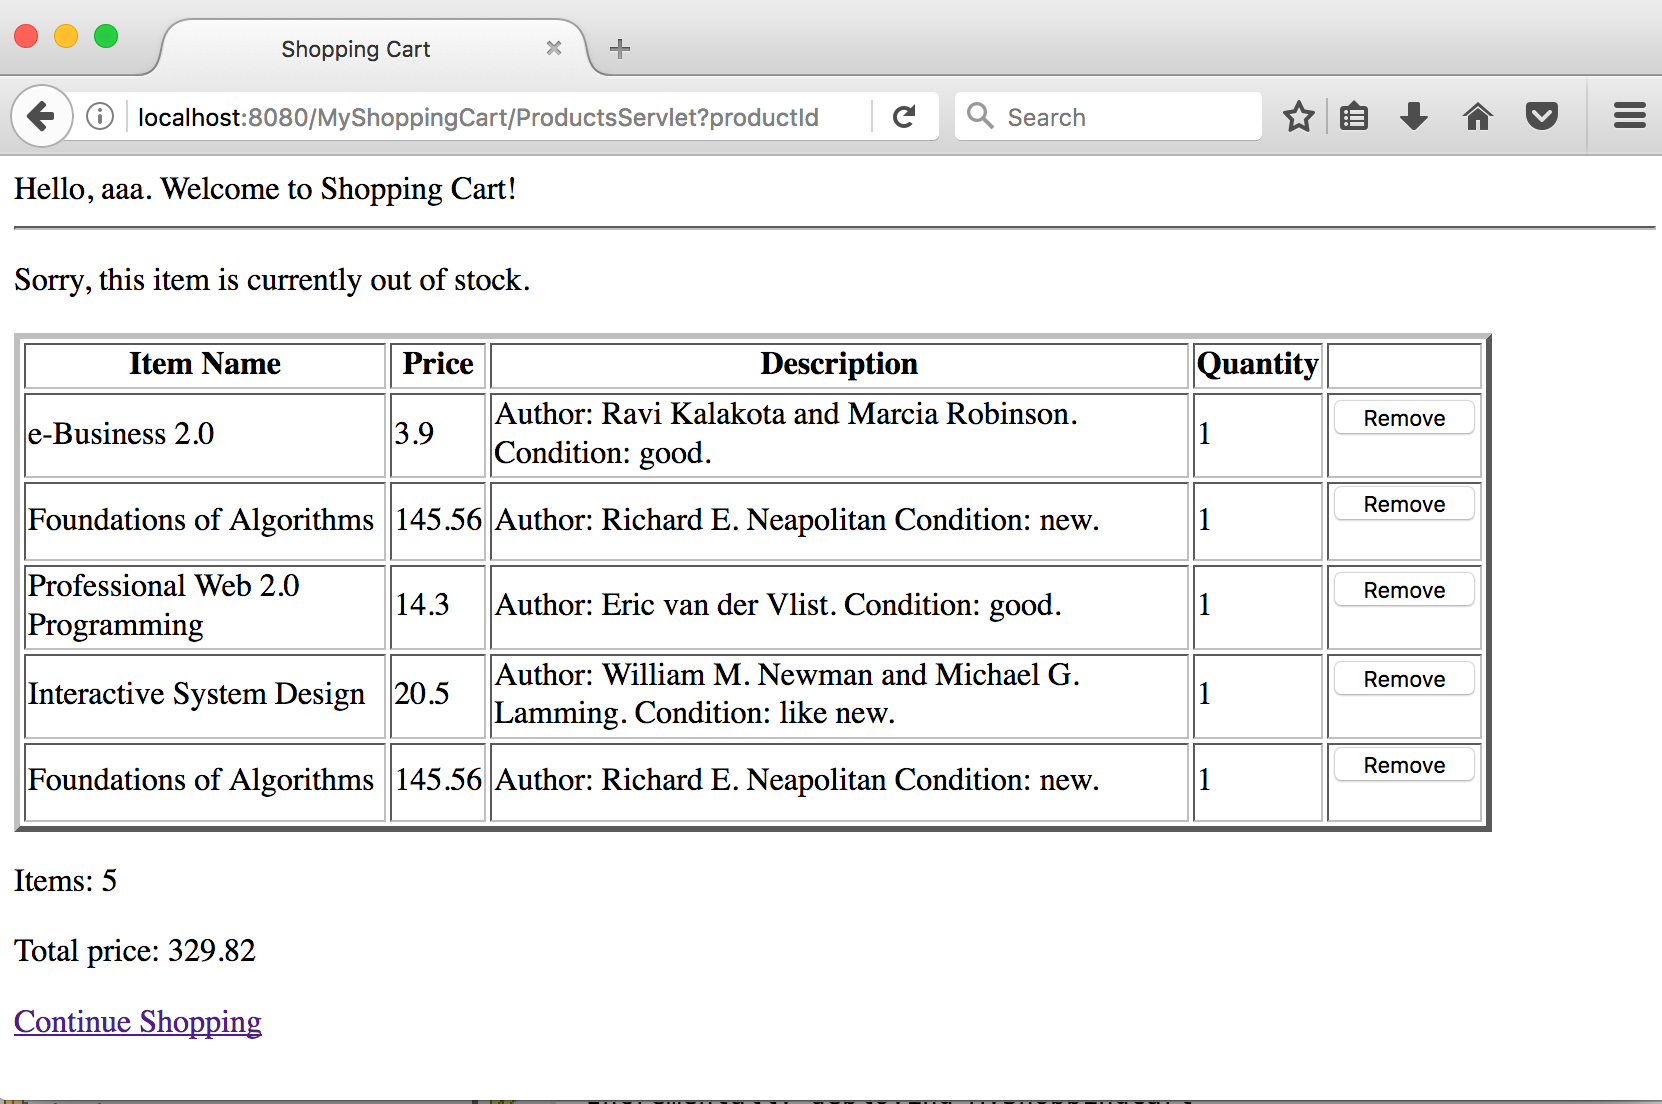 Shopping Cart
localhost:8080/MyShoppingCart/ProductsServlet?productId
Search
Hello, aaa. Welcome to Shopping Cart!
Sorry, this item is currently out of stock.
Item Name Price Description Quantity
e-Business 2.0 3.9 Author: Ravi Kalakota and Marcia Robinson. 1 Remove
Condition: good.
Foundations of Algorithms 145.56 Author: Richard E. Neapolitan Condition: new. 1 Remove
Professional Web 2.0 14.3 Author: Eric van der Vlist. Condition: good. 1 Remove
Programming
Interactive System Design 20.5 Author: William M. Newman and Michael G. 1 Remove
Lamming. Condition: like new.
Foundations of Algorithms 145.56 Author: Richard E. Neapolitan Condition: new. 1 Remove
Items: 5
Total price: 329.82
Continue Shopping